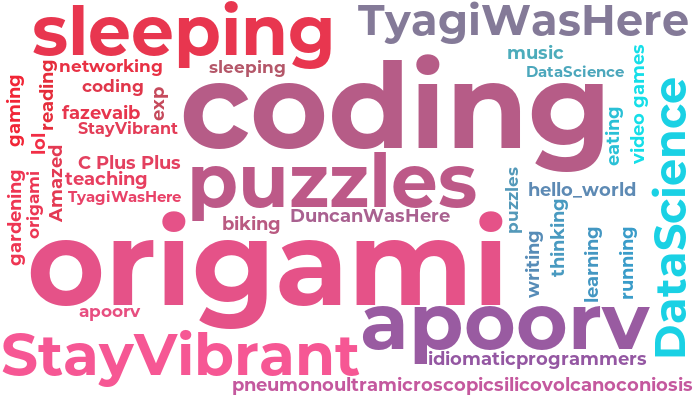 sleeping
TyagiWasHere
networking
sleeping
music
DataScience
coding
gaming
reading
exp
coding
fazevaib
StayVibrant
lol
eating
video games
DataScience
Amazed
C Plus Plus
teaching
TyagiWasHere
puzzles
puzzles
hello_world
gardening
origami
biking
DuncanWasHere
origami
writing
thinking
learning
running
apoorv
apoorv
StayVibrant
idiomaticprogrammers
pneumonoultramicroscopicsilicovolcanoconiosis